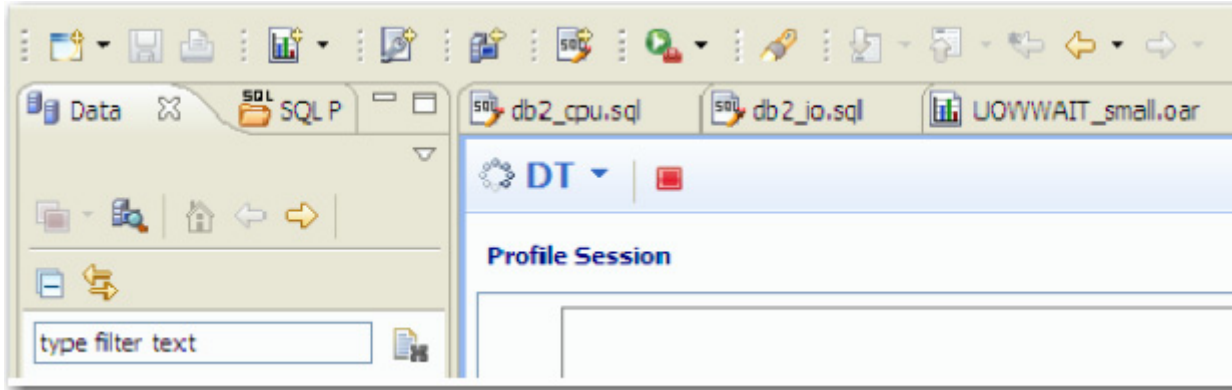 Data SQL P db2_cpu.sql db2_io.sql UOWWAIT_small.oar
DT
Profile Session
type filter text